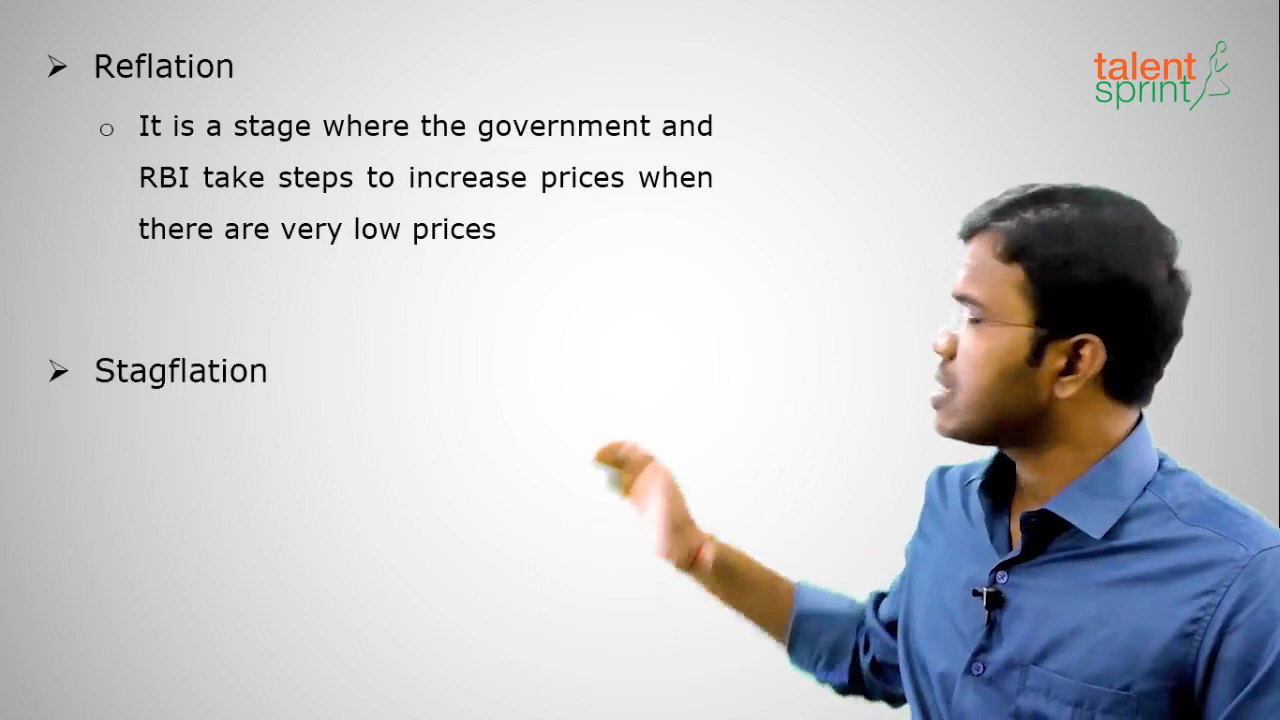 Reflation
It is a stage where the government and
RBI take steps to increase prices when
there are very low prices
Stagflation
talent
sprint